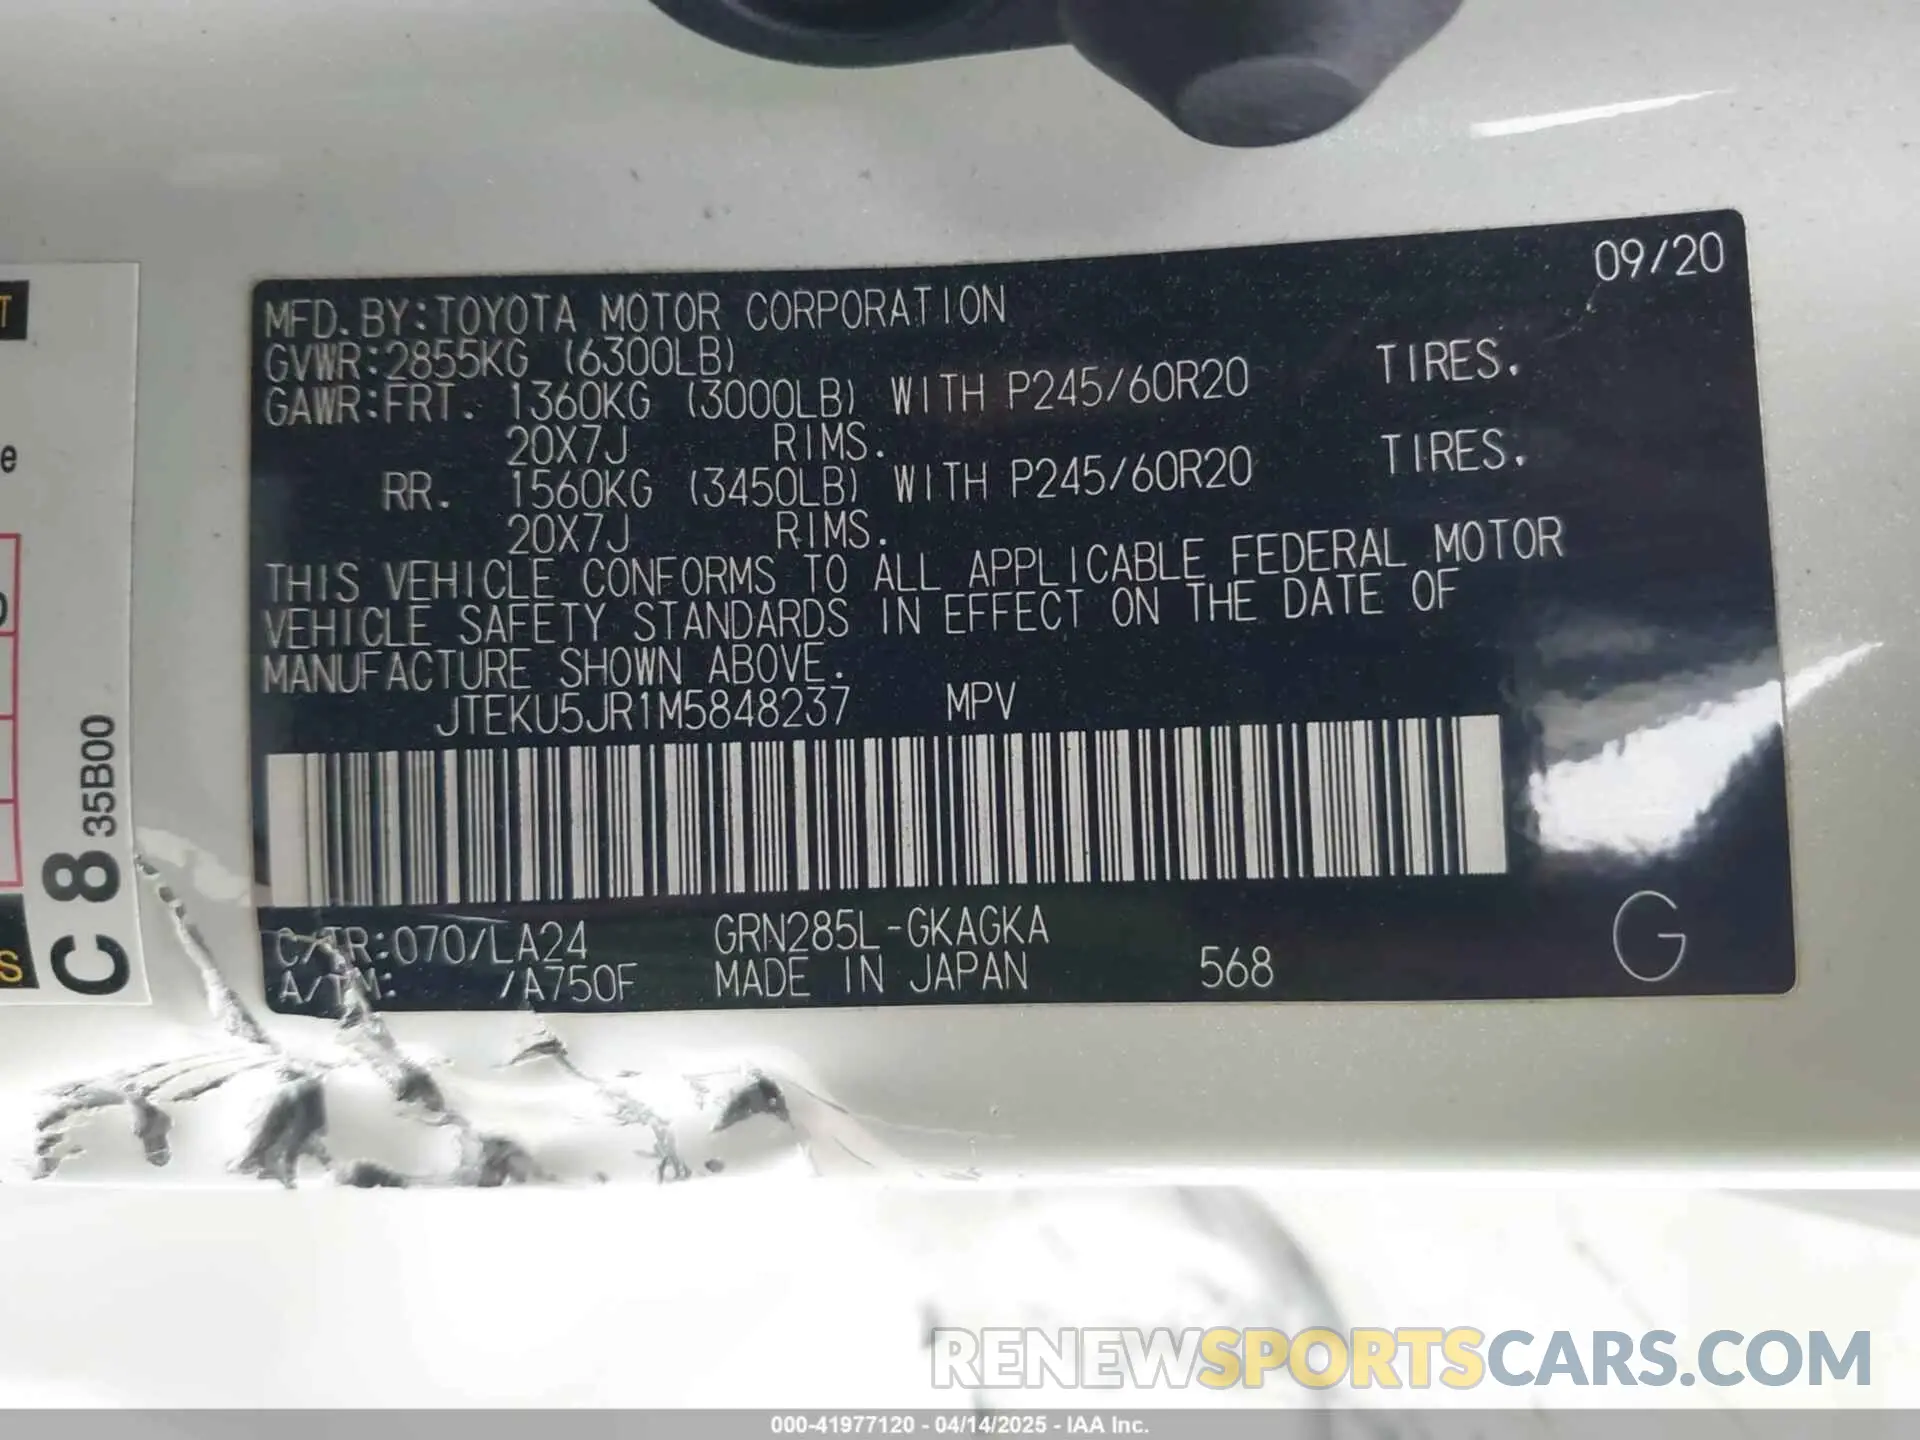 09/20
MFD. BY: TOYOTA MOTOR CORPORATION
GVWR: 2855KG (6300LB)
GAWR: FRT. 1360KG (3000LB) WITH P245/60R20 TIRES.
20X7J RIMS.
RR. 1560KG (3450LB) WITH P245/60R20 TIRES.
20X7J RIMS.
THIS VEHICLE CONFORMS TO ALL APPLICABLE FEDERAL MOTOR
VEHICLE SAFETY STANDARDS IN EFFECT ON THE DATE OF
MANUFACTURE SHOWN ABOVE.
JTEKU5JR1M5848237 MPV
C/TR: 070/LA24 GRN285L-GKAGKA
A/TM: /A750F MADE IN JAPAN 568 G
C 8 35B00
T
e
S
RENEWSPORTSCARS.COM
000-41977120 - 04/14/2025 - IAA Inc.